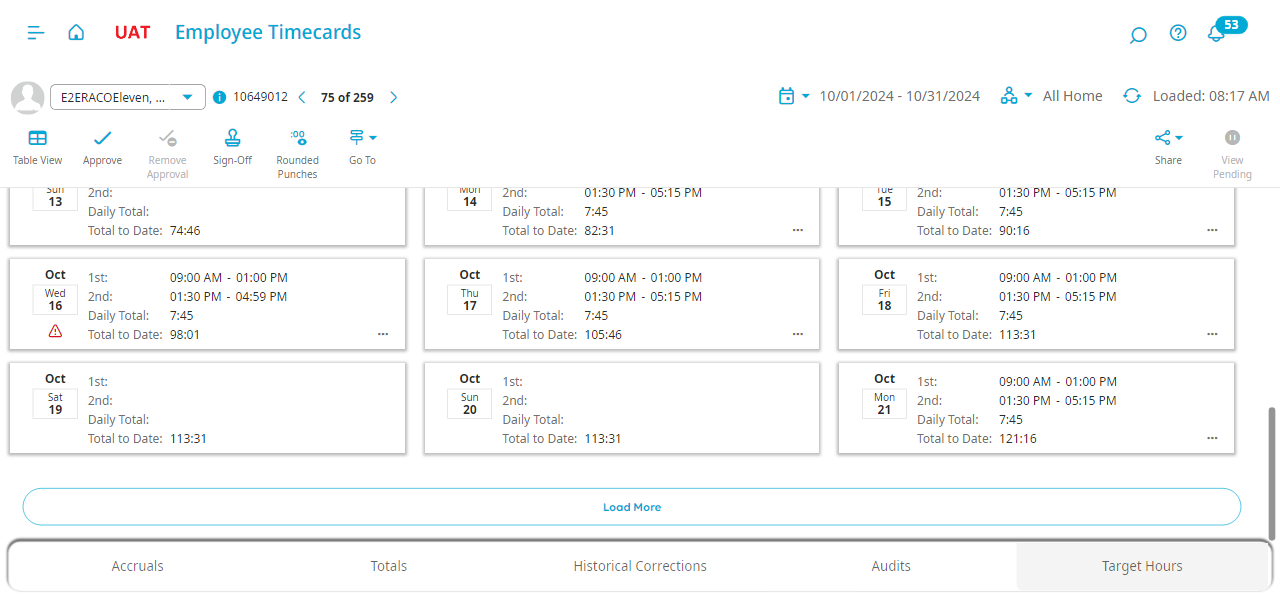 UAT Employee Timecards 53
E2ERACOEleven, ... 10649012 75 of 259 10/01/2024 - 10/31/2024 All Home Loaded: 08:17 AM
Table View Approve Remove Approval Sign-Off Rounded Punches Go To Share View Pending
Sun 13
2nd:
Daily Total:
Total to Date: 74:46
Mon 14
2nd: 01:30 PM - 05:15 PM
Daily Total: 7:45
Total to Date: 82:31
...
Tue 15
2nd: 01:30 PM - 05:15 PM
Daily Total: 7:45
Total to Date: 90:16
...
Oct Wed 16
1st: 09:00 AM - 01:00 PM
2nd: 01:30 PM - 04:59 PM
Daily Total: 7:45
Total to Date: 98:01
...
Oct Thu 17
1st: 09:00 AM - 01:00 PM
2nd: 01:30 PM - 05:15 PM
Daily Total: 7:45
Total to Date: 105:46
...
Oct Fri 18
1st: 09:00 AM - 01:00 PM
2nd: 01:30 PM - 05:15 PM
Daily Total: 7:45
Total to Date: 113:31
...
Oct Sat 19
1st:
2nd:
Daily Total:
Total to Date: 113:31
Oct Sun 20
1st:
2nd:
Daily Total:
Total to Date: 113:31
Oct Mon 21
1st: 09:00 AM - 01:00 PM
2nd: 01:30 PM - 05:15 PM
Daily Total: 7:45
Total to Date: 121:16
...
Load More
Accruals Totals Historical Corrections Audits Target Hours